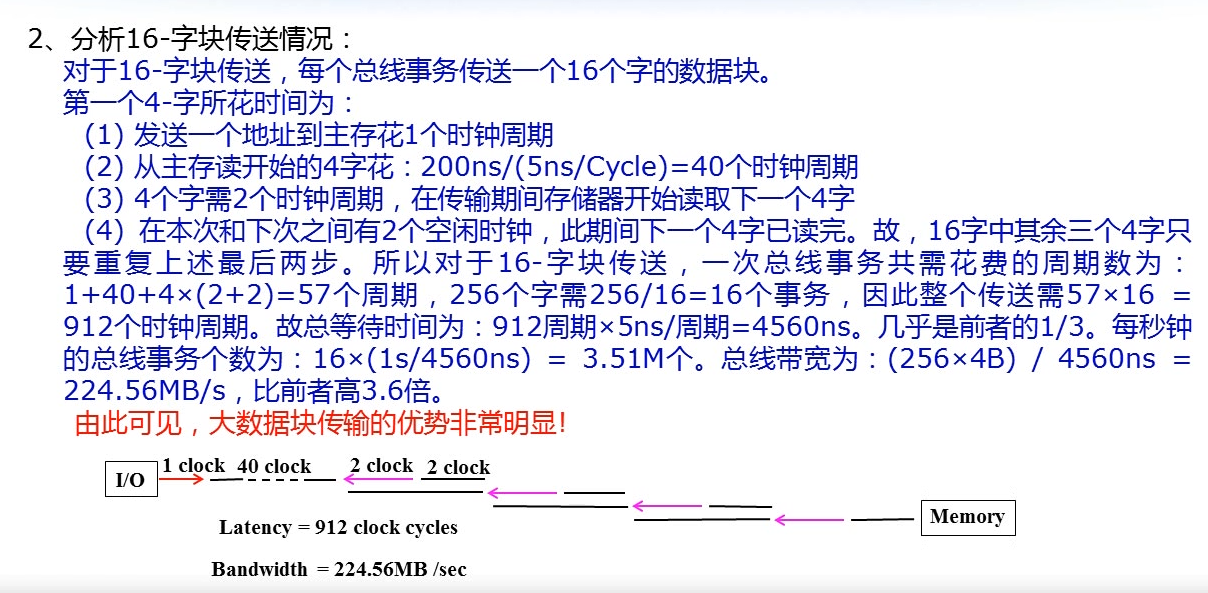 2、分析16-字块传送情况：
对于16-字块传送，每个总线事务传送一个16个字的数据块。
第一个4-字所花时间为：
(1) 发送一个地址到主存花1个时钟周期
(2) 从主存读开始的4字花：200ns/(5ns/Cycle)=40个时钟周期
(3) 4个字需2个时钟周期，在传输期间存储器开始读取下一个4字
(4) 在本次和下次之间有2个空闲时钟，此期间下一个4字已读完。故，16字中其余三个4字只
要重复上述最后两步。所以对于16-字块传送，一次总线事务共需花费的周期数为：
1+40+4×(2+2)=57个周期，256个字需256/16=16个事务，因此整个传送需57×16 =
912个时钟周期。故总等待时间为：912周期×5ns/周期=4560ns。几乎是前者的1/3。每秒钟
的总线事务个数为：16×(1s/4560ns) = 3.51M个。总线带宽为：(256×4B) / 4560ns =
224.56MB/s，比前者高3.6倍。
由此可见，大数据块传输的优势非常明显!
I/O 1 clock 40 clock 2 clock 2 clock
Memory
Latency = 912 clock cycles
Bandwidth = 224.56MB /sec